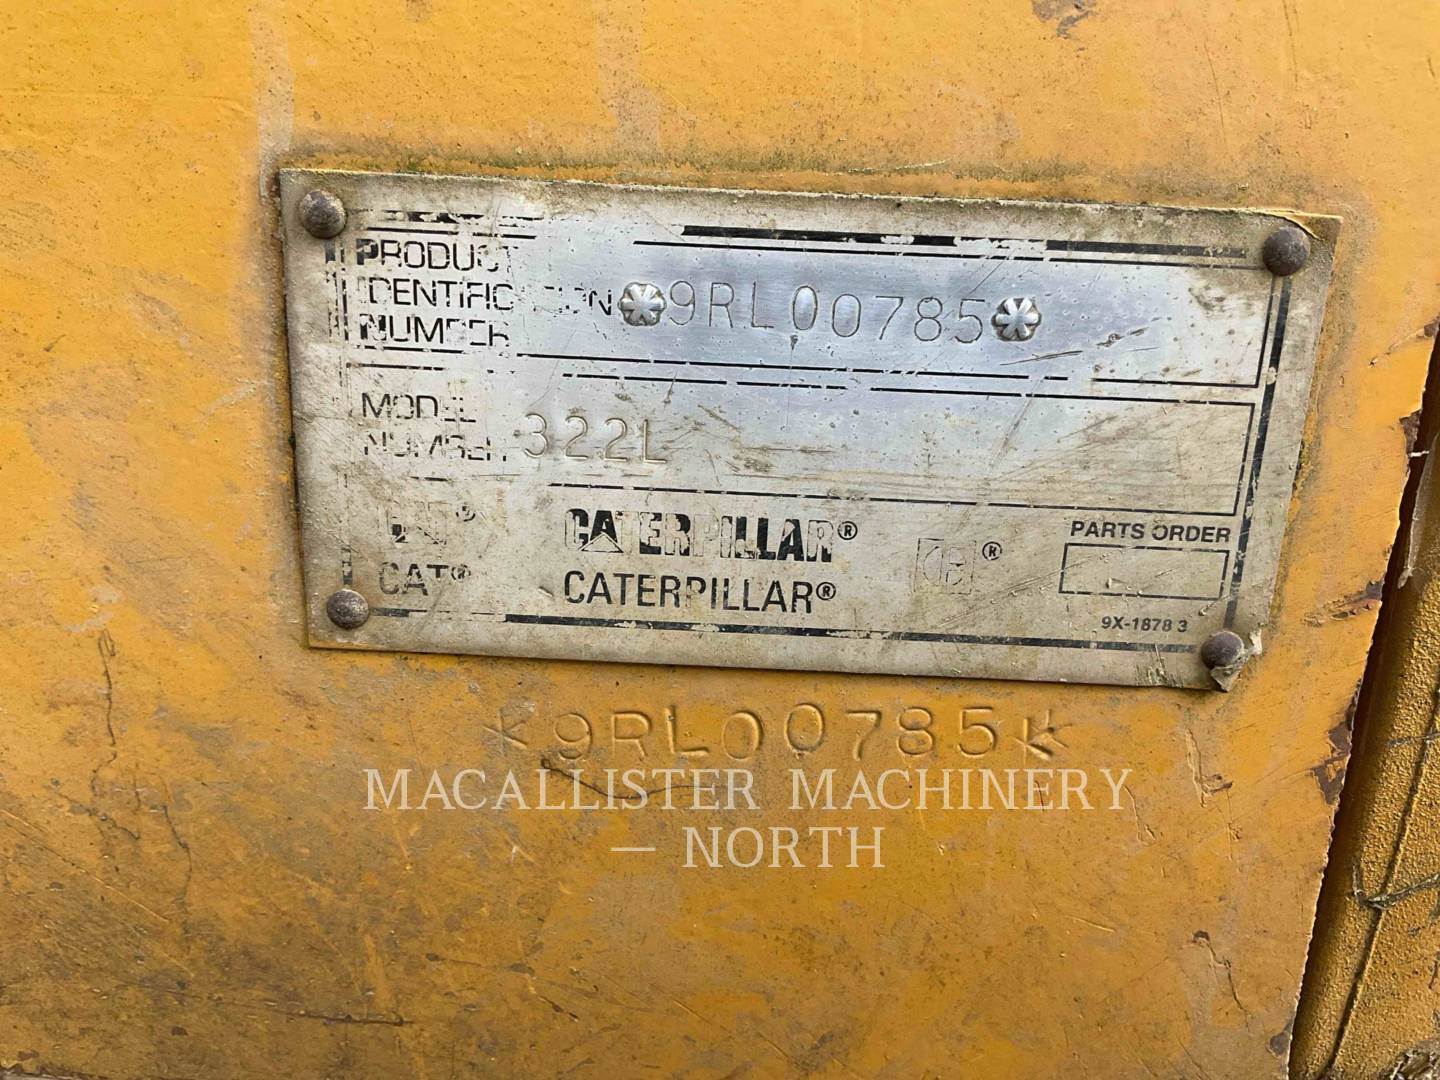 PRODUCT
IDENTIFICATION *9RL00785*
NUMBER
MODEL
NUMBER 322L
CAT® CATERPILLAR® ® PARTS ORDER
CAT® CATERPILLAR®
9X-1878 3
*9RL00785*
MACALLISTER MACHINERY
— NORTH